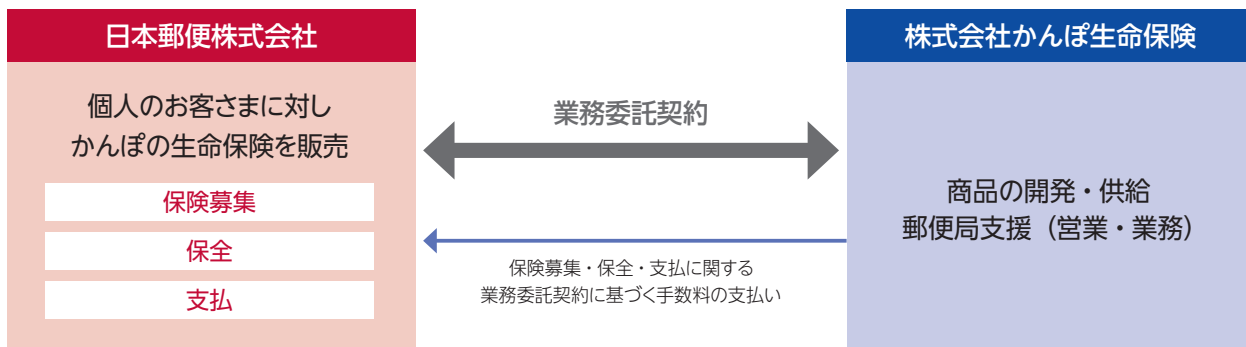 日本郵便株式会社
個人のお客さまに対し
かんぽの生命保険を販売
保険募集
保全
支払
業務委託契約
保険募集・保全・支払に関する
業務委託契約に基づく手数料の支払い
株式会社かんぽ生命保険
商品の開発・供給
郵便局支援（営業・業務）